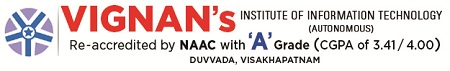 VIGNAN's INSTITUTE OF INFORMATION TECHNOLOGY
(AUTONOMOUS)
Re-accredited by NAAC with 'A' Grade (CGPA of 3.41 / 4.00)
DUVVADA, VISAKHAPATNAM